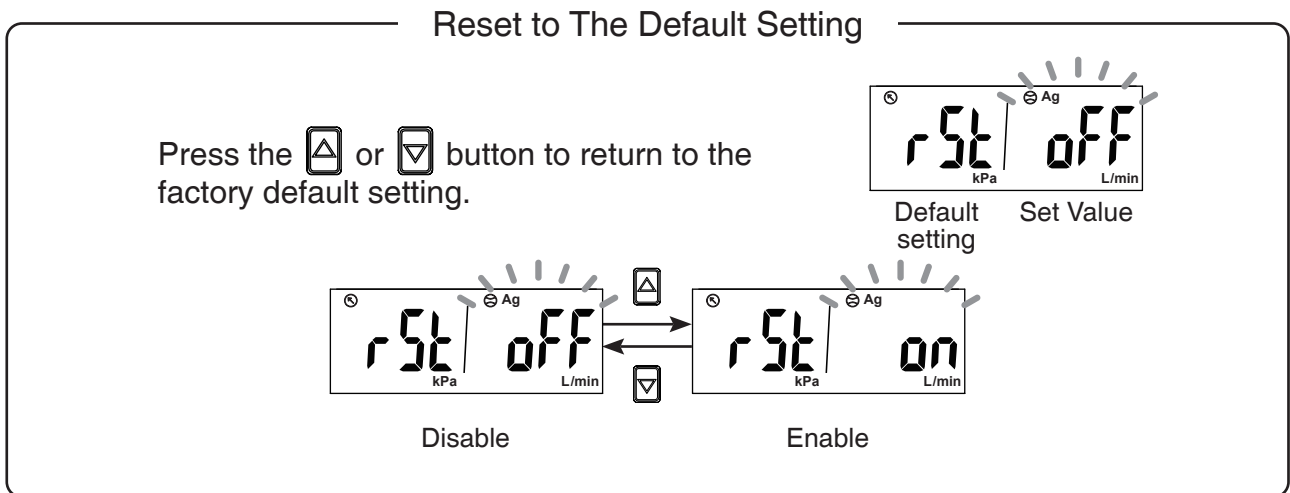 Reset to The Default Setting
Ag
rSt oFF
kPa L/min
Default setting
Set Value
Press the or button to return to the
factory default setting.
Ag
rSt oFF
kPa L/min
Disable
Ag
rSt on
kPa L/min
Enable